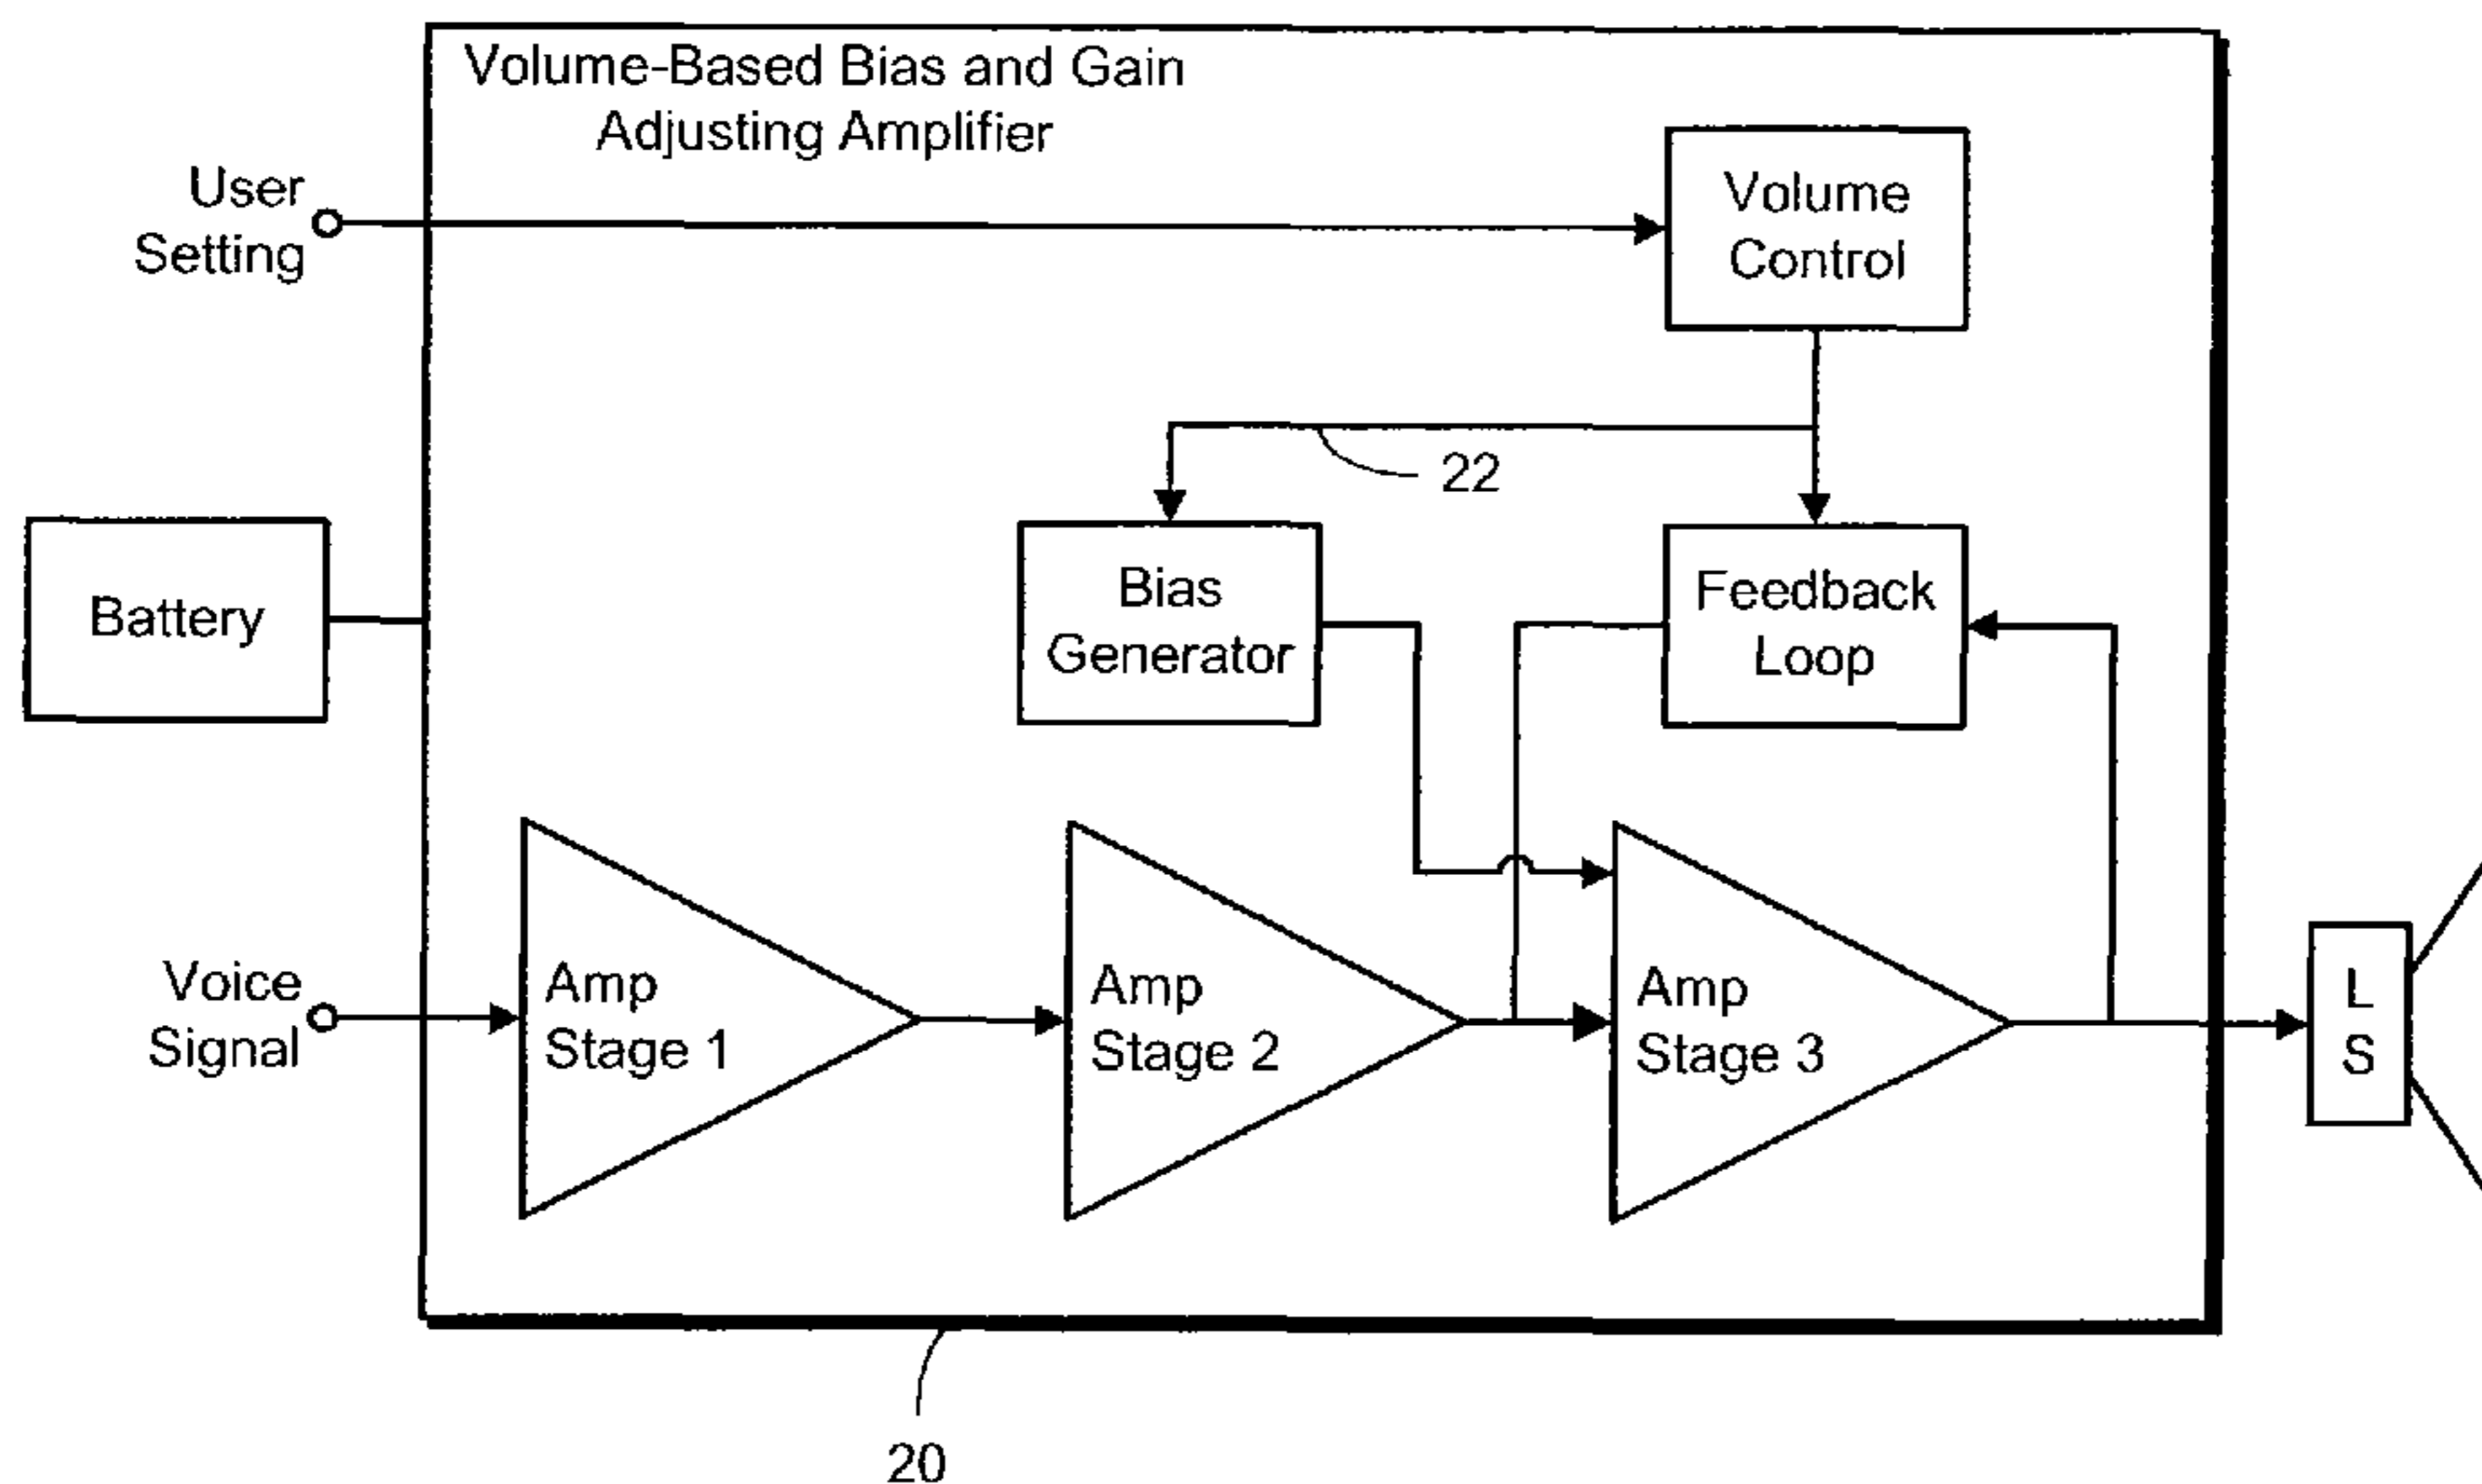 Volume-Based Bias and Gain
Adjusting Amplifier
User
Setting
Volume
Control
22
Battery
Bias
Generator
Feedback
Loop
Voice
Signal
Amp
Stage 1
Amp
Stage 2
Amp
Stage 3
L
S
20